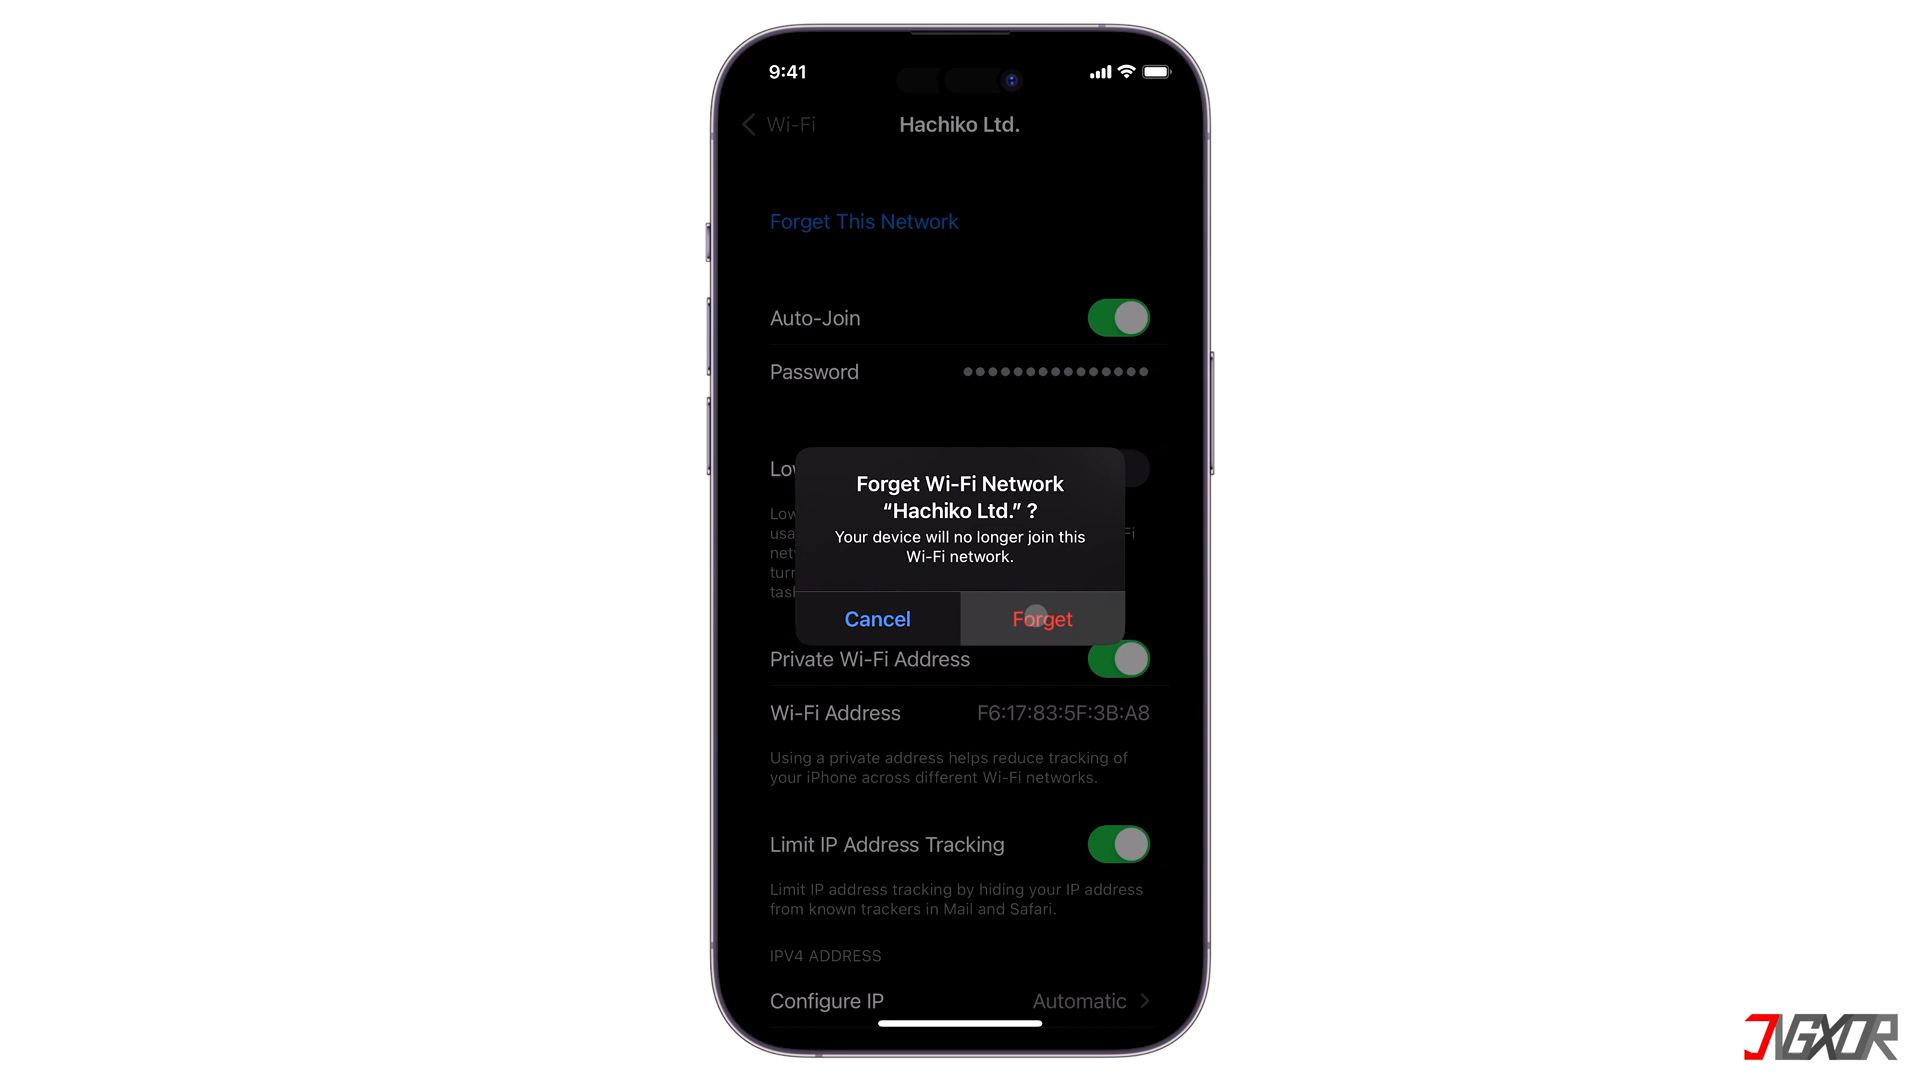 9:41
Wi-Fi
Hachiko Ltd.
Forget This Network
Auto-Join
Password
Low
Forget Wi-Fi Network
“Hachiko Ltd.” ?
Your device will no longer join this
Wi-Fi network.
Cancel
Forget
Private Wi-Fi Address
Wi-Fi Address F6:17:83:5F:3B:A8
Using a private address helps reduce tracking of
your iPhone across different Wi-Fi networks.
Limit IP Address Tracking
Limit IP address tracking by hiding your IP address
from known trackers in Mail and Safari.
IPV4 ADDRESS
Configure IP Automatic